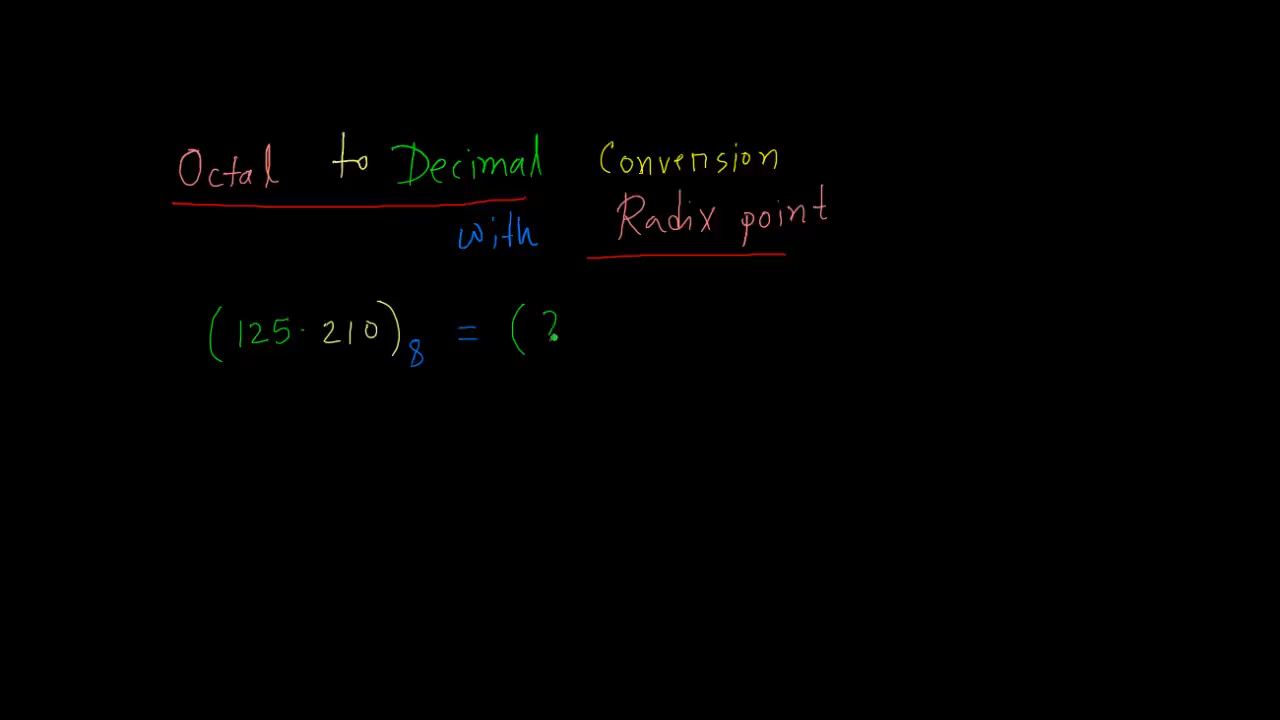 Octal to Decimal Conversion
with Radix point
(125.210)8 = (?